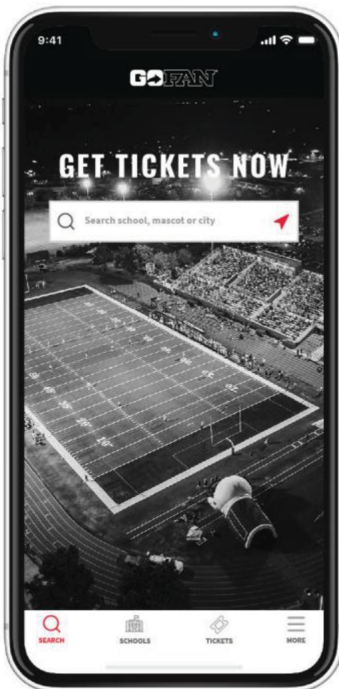 9:41
GOFAN
GET TICKETS NOW
Search school, mascot or city
SEARCH
SCHOOLS
TICKETS
MORE